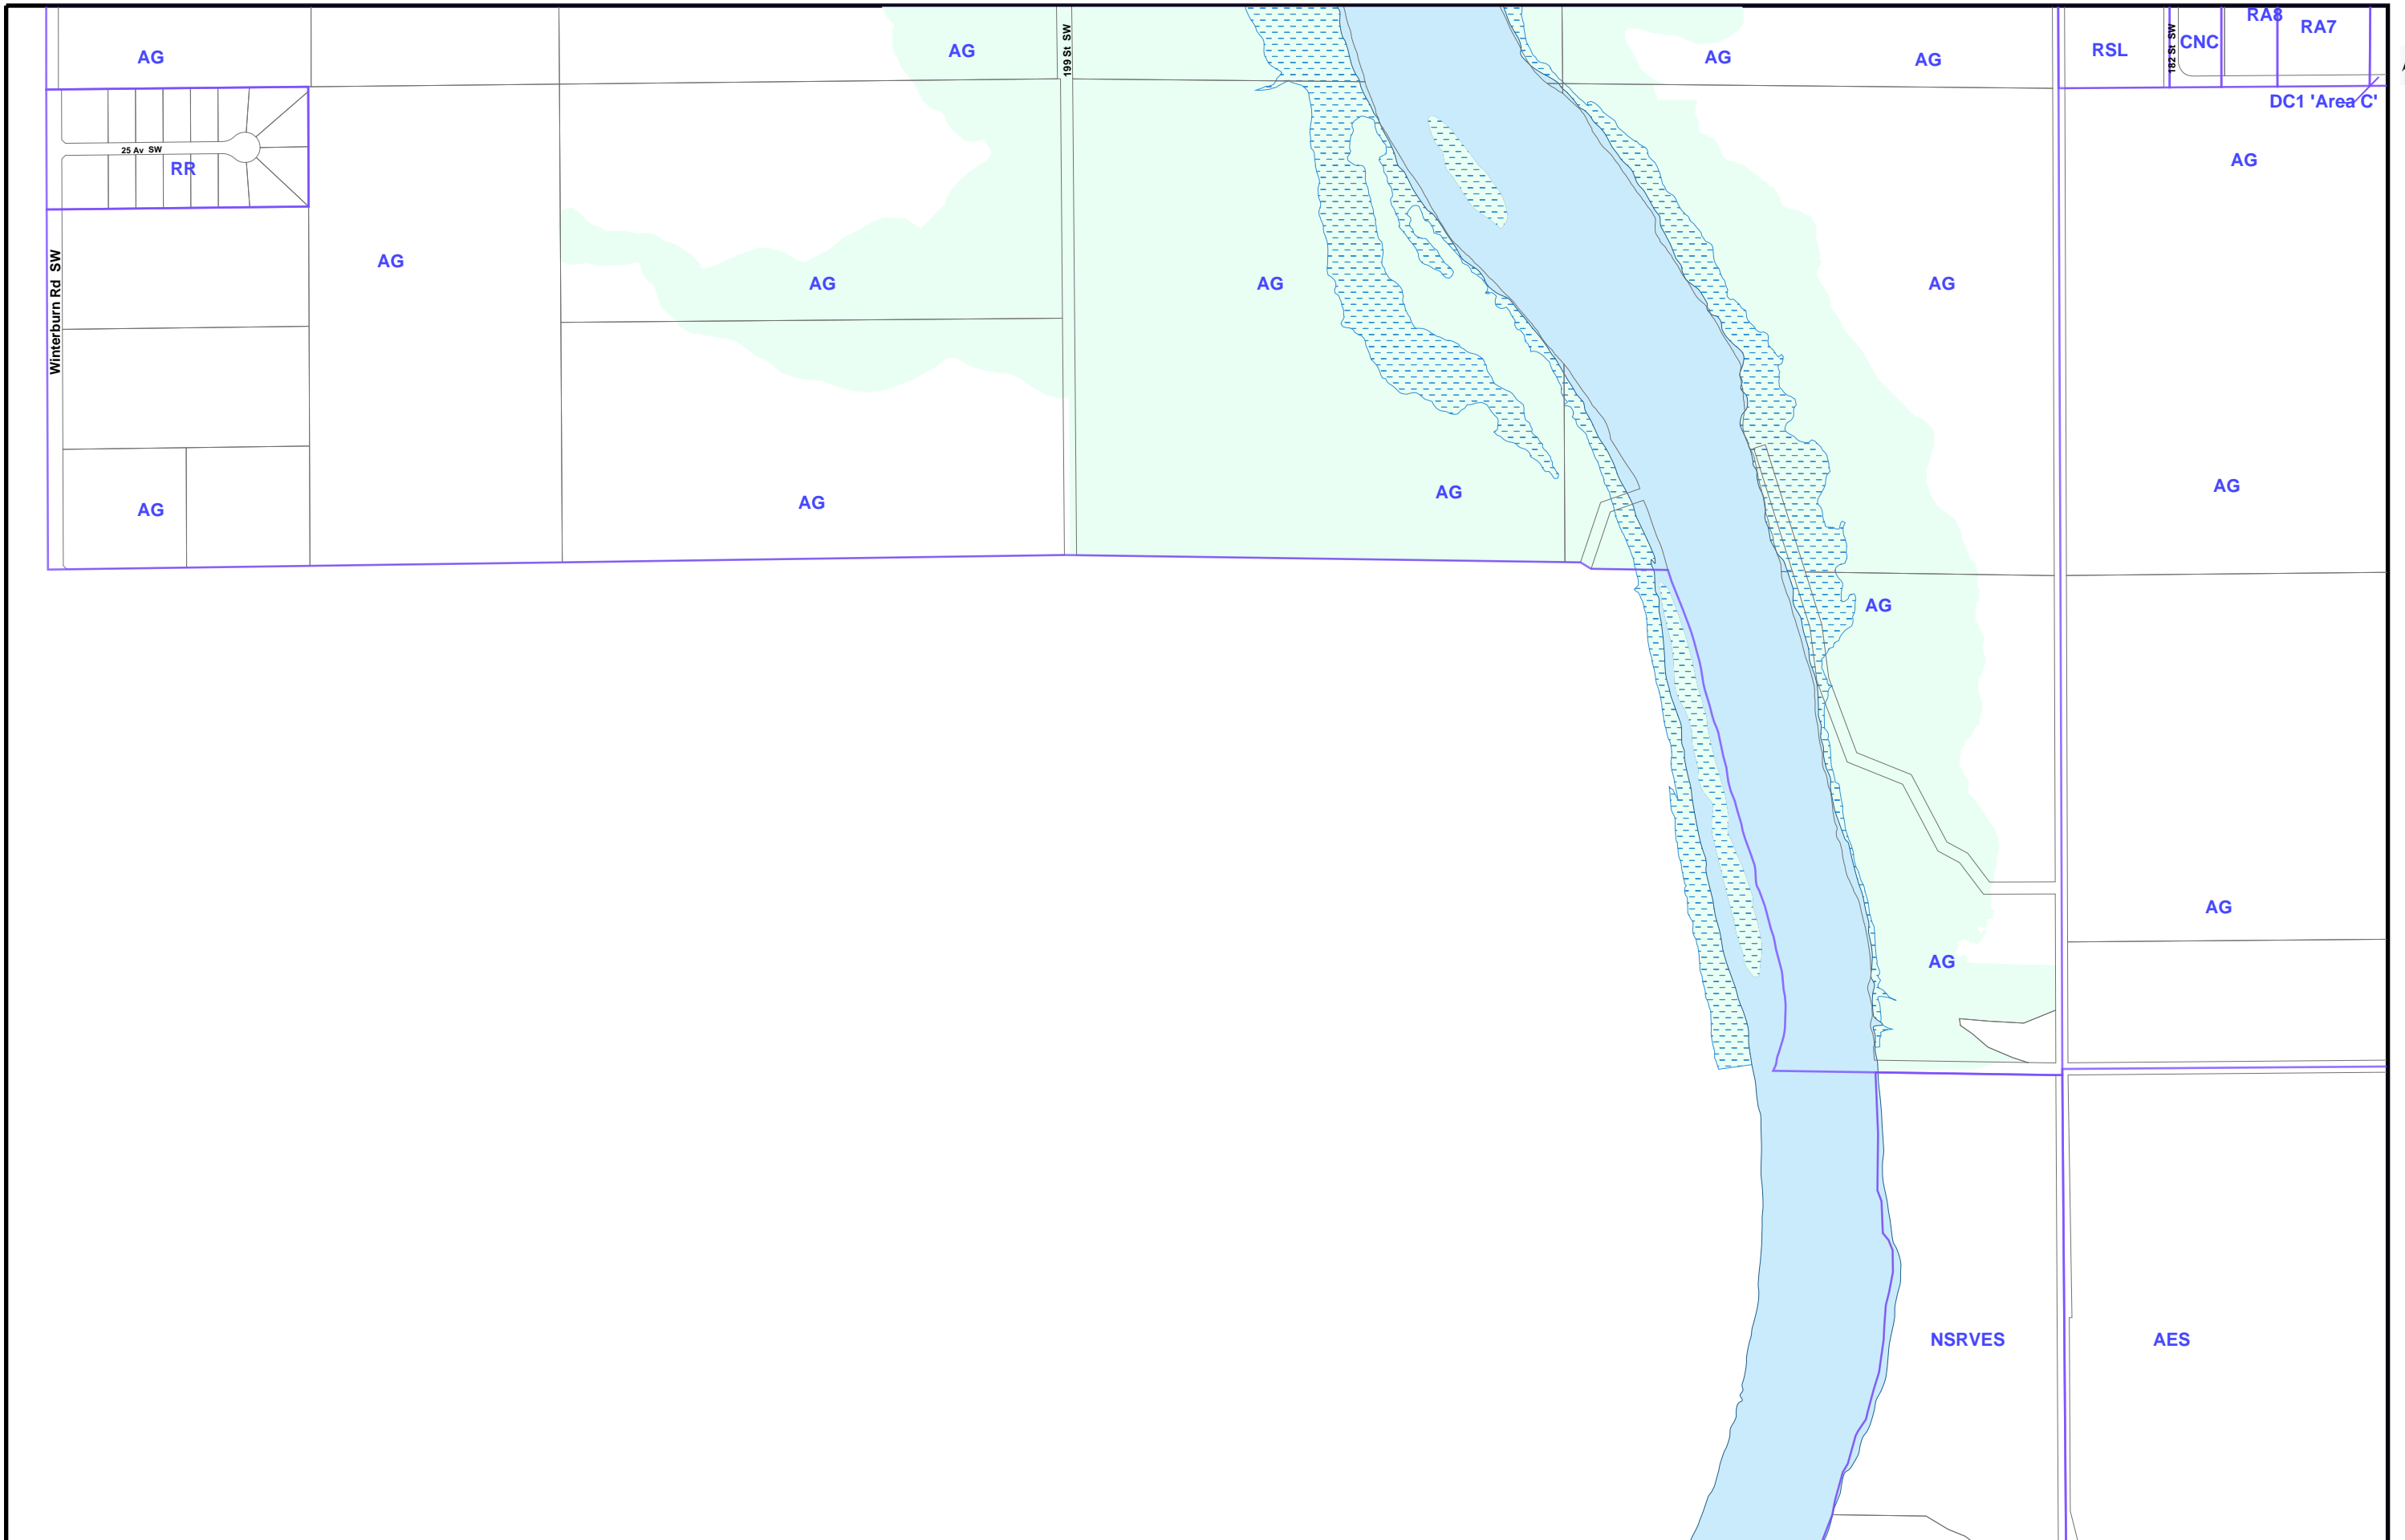 RA8
RA7
AG
AG
199 St SW
AG
AG
RSL
182 St SW
CNC
DC1 'Area C'
25 Av SW
RR
AG
Winterburn Rd SW
AG
AG
AG
AG
AG
AG
AG
AG
AG
AG
AG
AG
NSRVES
AES